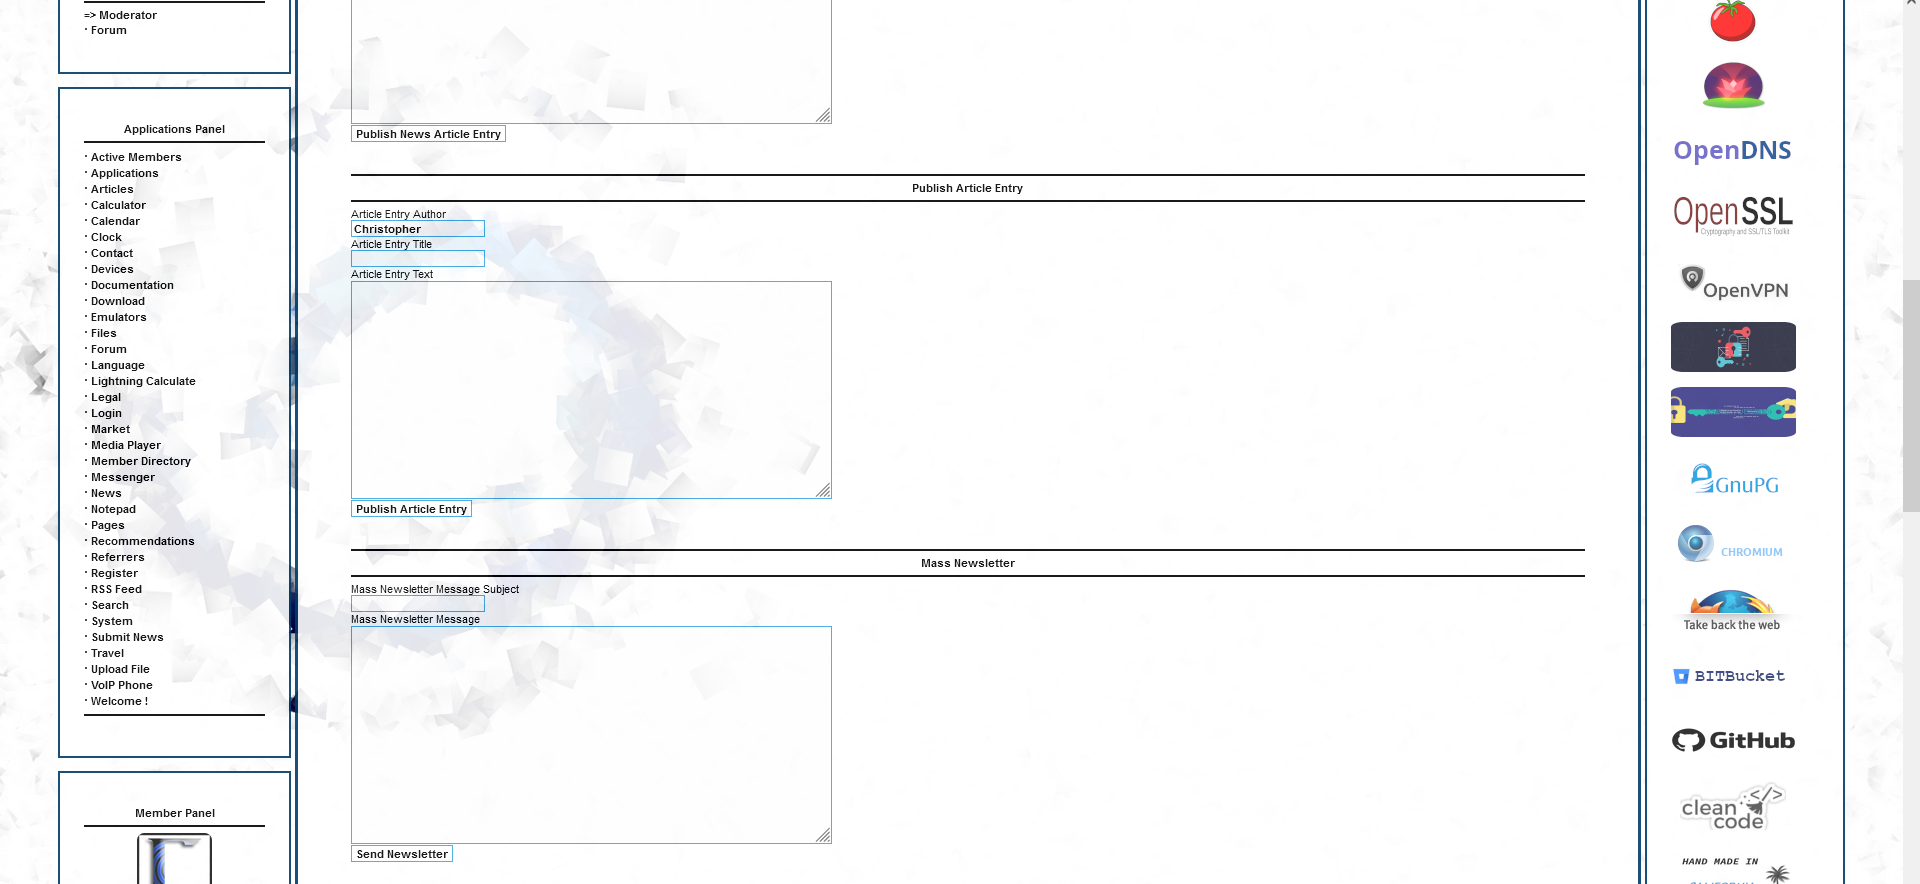 => Moderator
· Forum
Applications Panel
· Active Members
· Applications
· Articles
· Calculator
· Calendar
· Clock
· Contact
· Devices
· Documentation
· Download
· Emulators
· Files
· Forum
· Language
· Lightning Calculate
· Legal
· Login
· Market
· Media Player
· Member Directory
· Messenger
· News
· Notepad
· Pages
· Recommendations
· Referrers
· Register
· RSS Feed
· Search
· System
· Submit News
· Travel
· Upload File
· VoIP Phone
· Welcome !
Member Panel
Publish News Article Entry
Publish Article Entry
Article Entry Author
Christopher
Article Entry Title
Article Entry Text
Publish Article Entry
Mass Newsletter
Mass Newsletter Message Subject
Mass Newsletter Message
Send Newsletter
OpenDNS
OpenSSL
Cryptography and SSL/TLS Toolkit
OpenVPN
GnuPG
CHROMIUM
Take back the web
BITBucket
GitHub
clean </>
code
HAND MADE IN